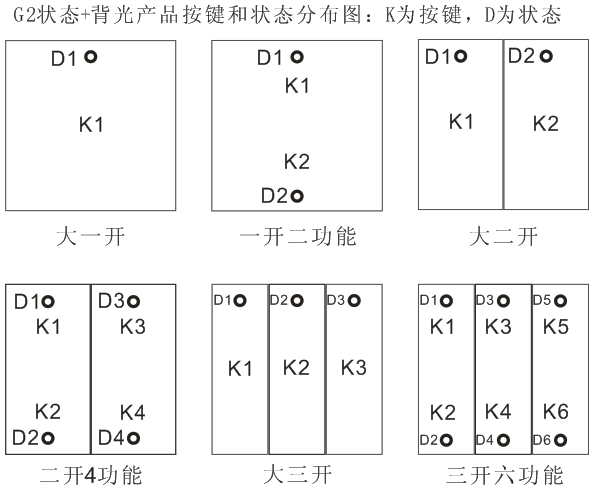 G2状态+背光产品按键和状态分布图：K为按键，D为状态
D1
K1
大一开
D1
K1
K2
D2
一开二功能
D1 D2
K1 K2
大二开
D1 D3
K1 K3
K2 K4
D2 D4
二开4功能
D1 D2 D3
K1 K2 K3
大三开
D1 D3 D5
K1 K3 K5
K2 K4 K6
D2 D4 D6
三开六功能